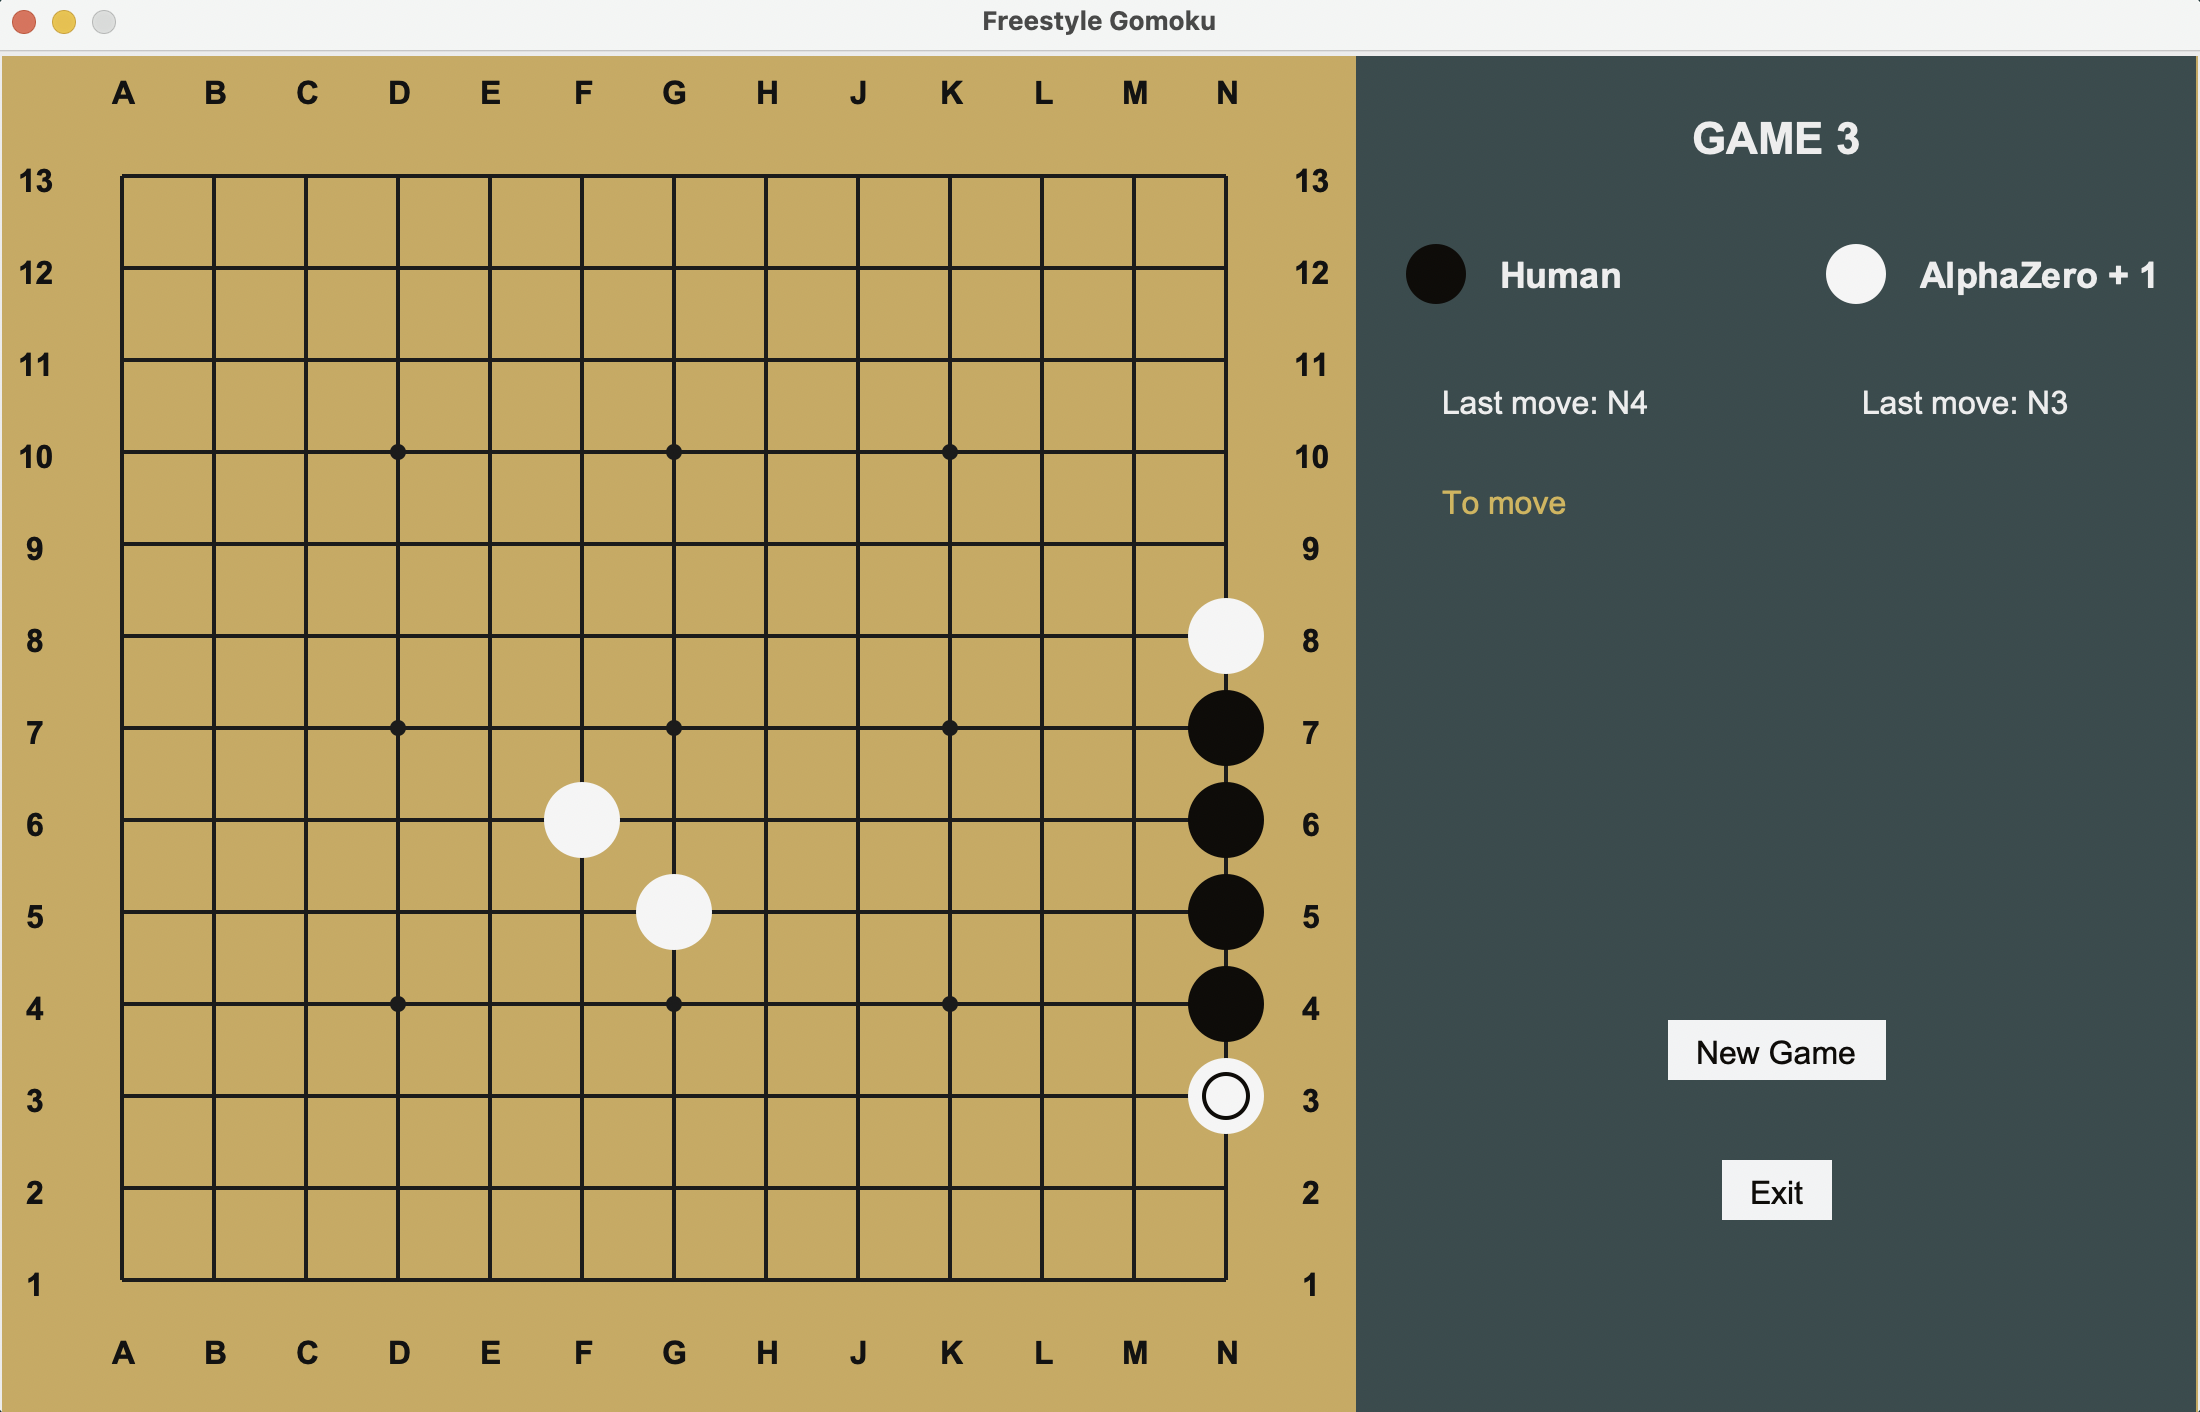 Freestyle Gomoku
A B C D E F G H J K L M N
GAME 3
13 13
Human AlphaZero + 1
12 12
11 11
Last move: N4 Last move: N3
10 10
To move
9 9
8 8
7 7
6 6
5 5
4 4
New Game
3 3
2 2
Exit
1 1
A B C D E F G H J K L M N